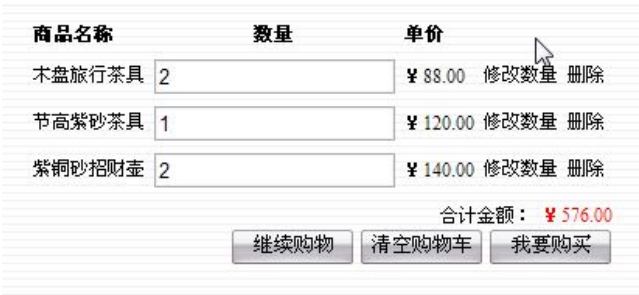 商品名称 数量 单价
木盘旅行茶具 2 ¥ 88.00 修改数量 删除
节高紫砂茶具 1 ¥ 120.00 修改数量 删除
紫铜砂招财壶 2 ¥ 140.00 修改数量 删除
合计金额： ¥ 576.00
继续购物 清空购物车 我要购买